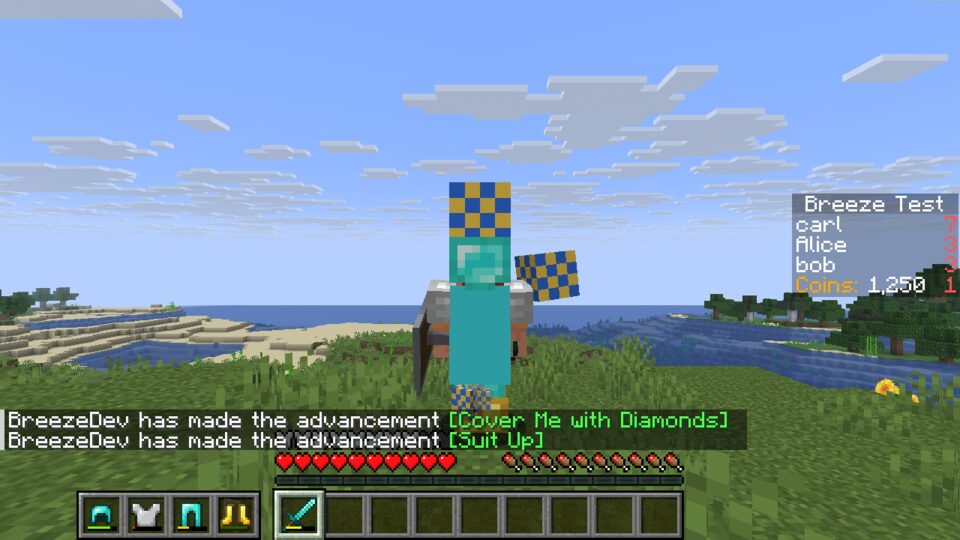 Breeze Test
carl 7
Alice 3
bob 3
Coins: 1,250 1
BreezeDev has made the advancement [Cover Me with Diamonds]
BreezeDev has made the advancement [Suit Up]